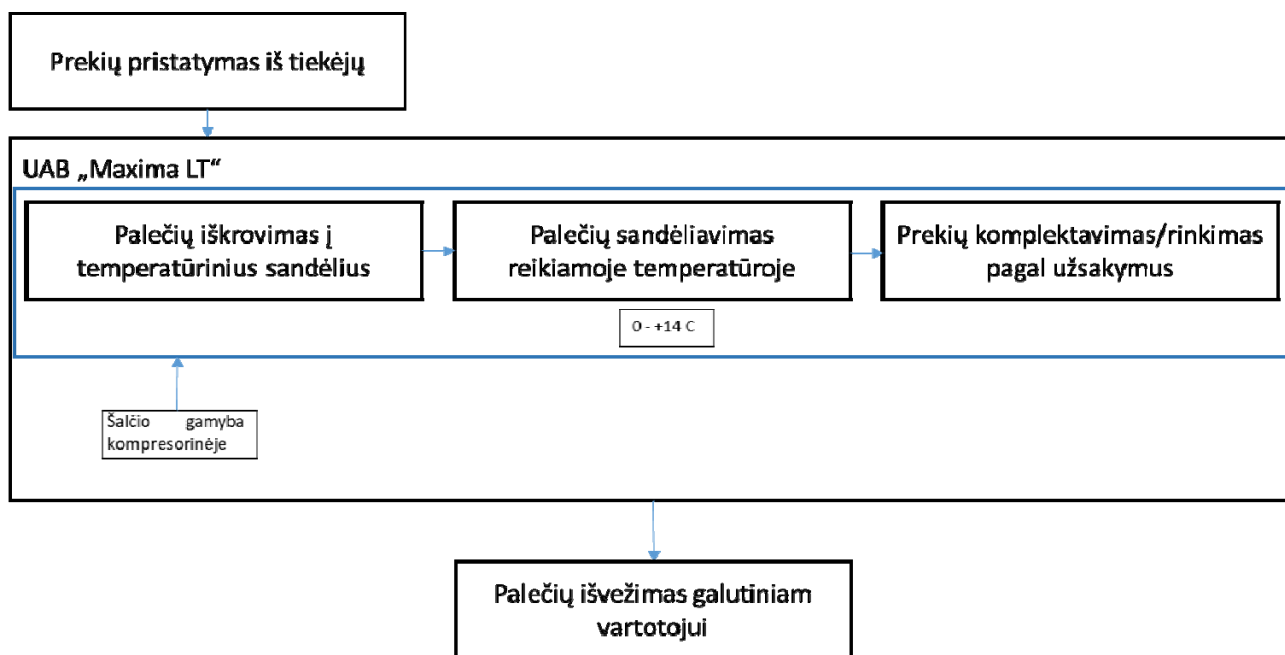 Prekių pristatymas iš tiekėjų
UAB „Maxima LT“
Palečių iškrovimas į
temperatūrinius sandėlius
Palečių sandėliavimas
reikiamoje temperatūroje
Prekių komplektavimas/rinkimas
pagal užsakymus
0 - +14 C
Šalčio gamyba
kompresorinėje
Palečių išvežimas galutiniam
vartotojui